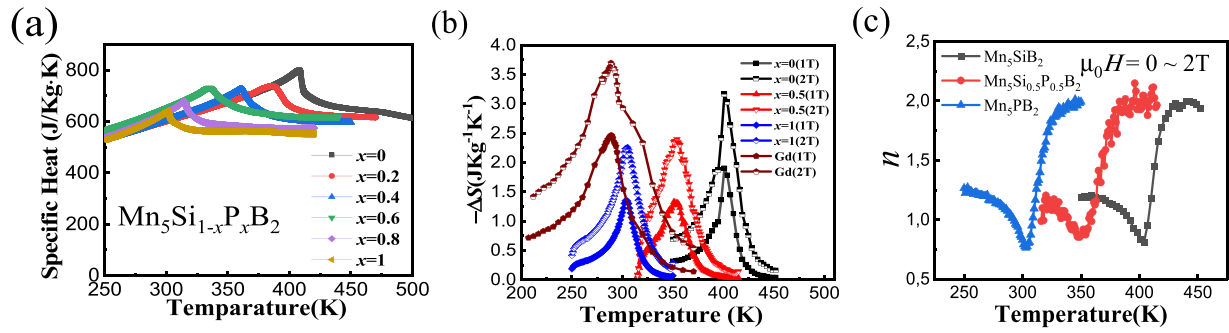 (a)
Specific Heat (J/Kg·K)
1000
800
600
400
200
0
250 300 350 400 450 500
Temparature(K)
Mn₅Si₁₋ₓPₓB₂
x=0
x=0.2
x=0.4
x=0.6
x=0.8
x=1
(b)
−ΔS(JKg⁻¹K⁻¹)
4.0
3.5
3.0
2.5
2.0
1.5
1.0
0.5
0.0
200 250 300 350 400 450 500
Temperature (K)
x=0(1T)
x=0(2T)
x=0.5(1T)
x=0.5(2T)
x=1(1T)
x=1(2T)
Gd(1T)
Gd(2T)
(c)
n
2.5
2.0
1.5
1.0
0,5
250 300 350 400 450
Temperature(K)
Mn₅SiB₂
Mn₅Si₀.₅P₀.₅B₂
Mn₅PB₂
μ₀H = 0 ~ 2T